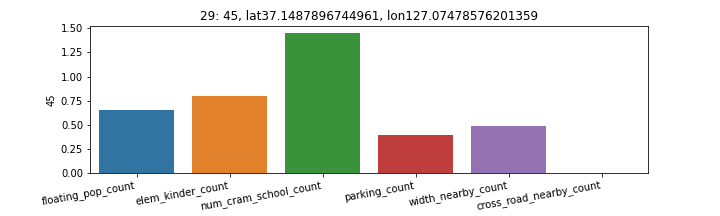 29: 45, lat37.1487896744961, lon127.07478576201359
1.50
1.25
1.00
0.75
0.50
0.25
0.00
45
floating_pop_count
elem_kinder_count
num_cram_school_count
parking_count
width_nearby_count
cross_road_nearby_count